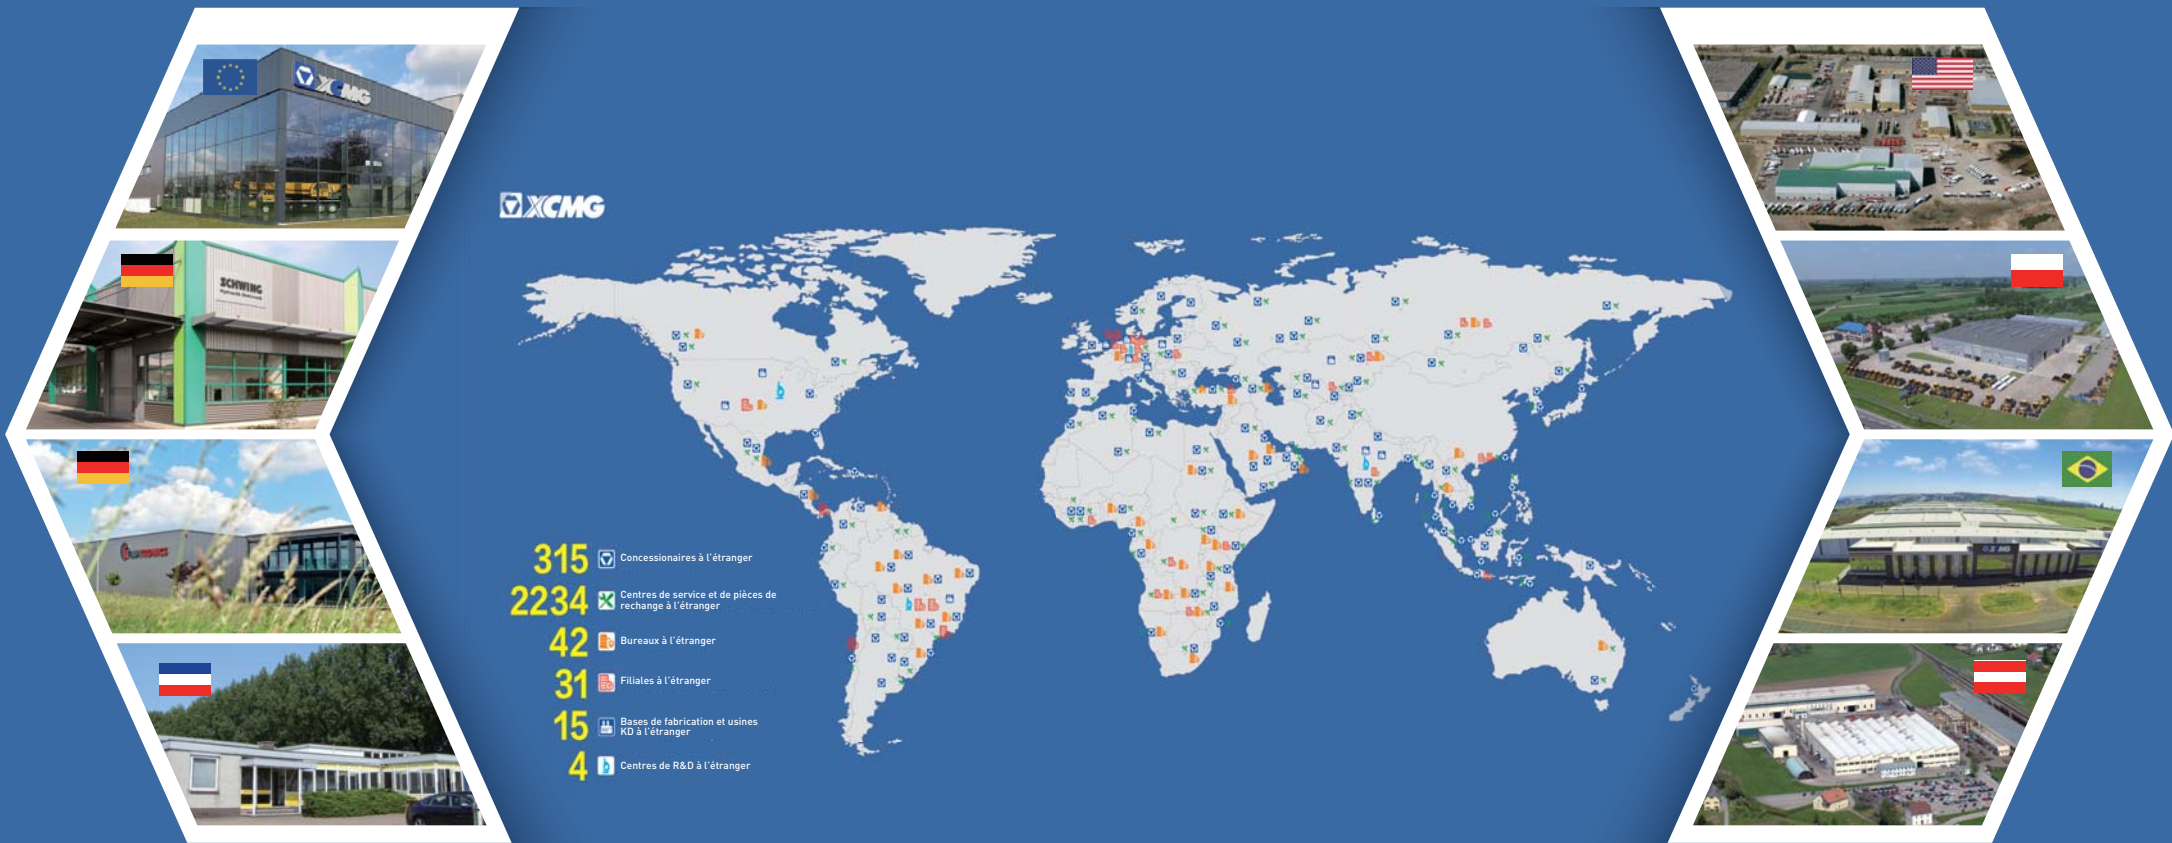 XCMG
SCHWING
XCMG
315 Concessionaires à l'étranger
2234 Centres de service et de pièces de
rechange à l'étranger
42 Bureaux à l'étranger
31 Filiales à l'étranger
15 Bases de fabrication et usines
KD à l'étranger
4 Centres de R&D à l'étranger